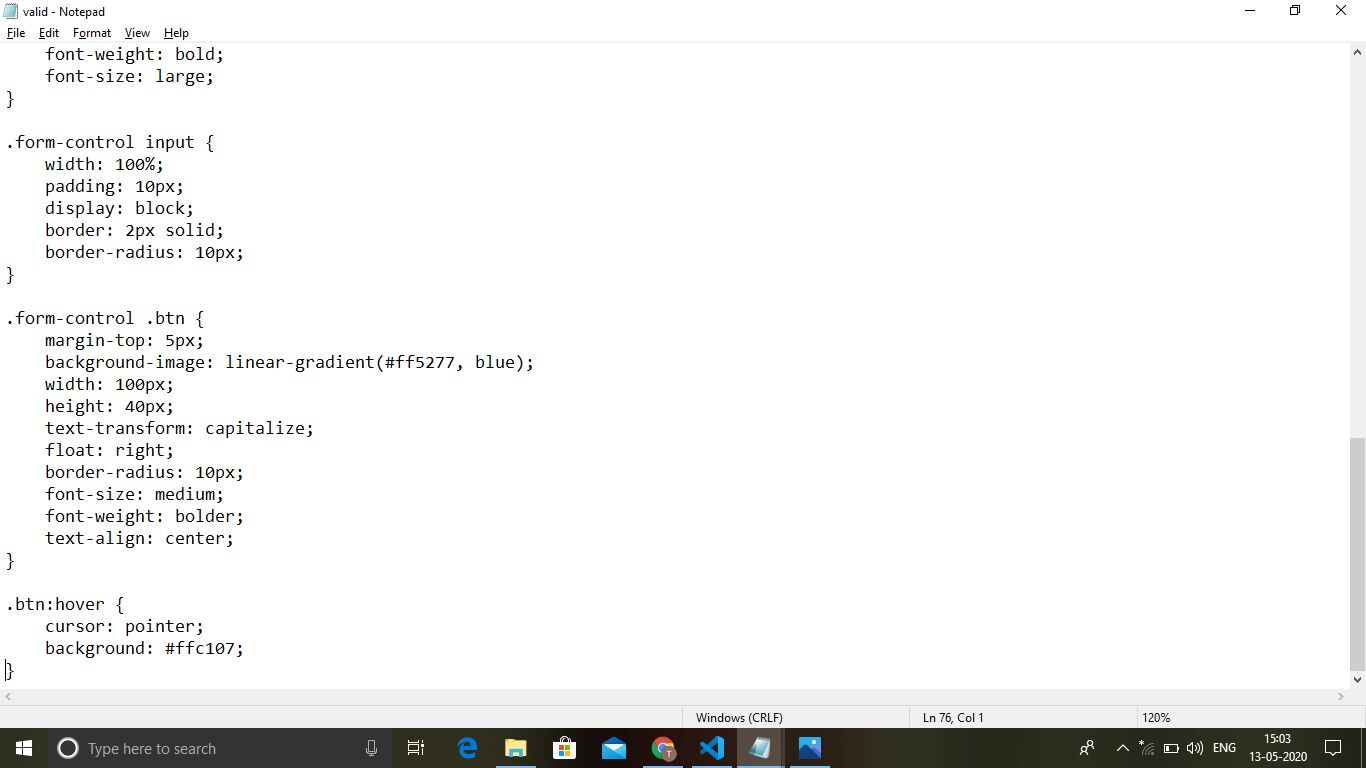 valid - Notepad
File Edit Format View Help
    font-weight: bold;
    font-size: large;
}

.form-control input {
    width: 100%;
    padding: 10px;
    display: block;
    border: 2px solid;
    border-radius: 10px;
}

.form-control .btn {
    margin-top: 5px;
    background-image: linear-gradient(#ff5277, blue);
    width: 100px;
    height: 40px;
    text-transform: capitalize;
    float: right;
    border-radius: 10px;
    font-size: medium;
    font-weight: bolder;
    text-align: center;
}

.btn:hover {
    cursor: pointer;
    background: #ffc107;
}
Windows (CRLF) Ln 76, Col 1 120%
Type here to search T ENG 15:03
13-05-2020